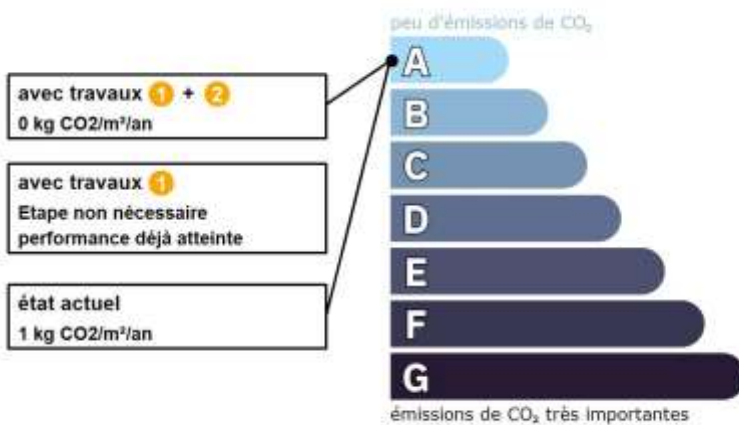 peu d'émissions de CO₂
A
avec travaux 1 + 2
0 kg CO2/m²/an
B
C
avec travaux 1
Etape non nécessaire
performance déjà atteinte
D
E
état actuel
1 kg CO2/m²/an
F
G
émissions de CO₂ très importantes